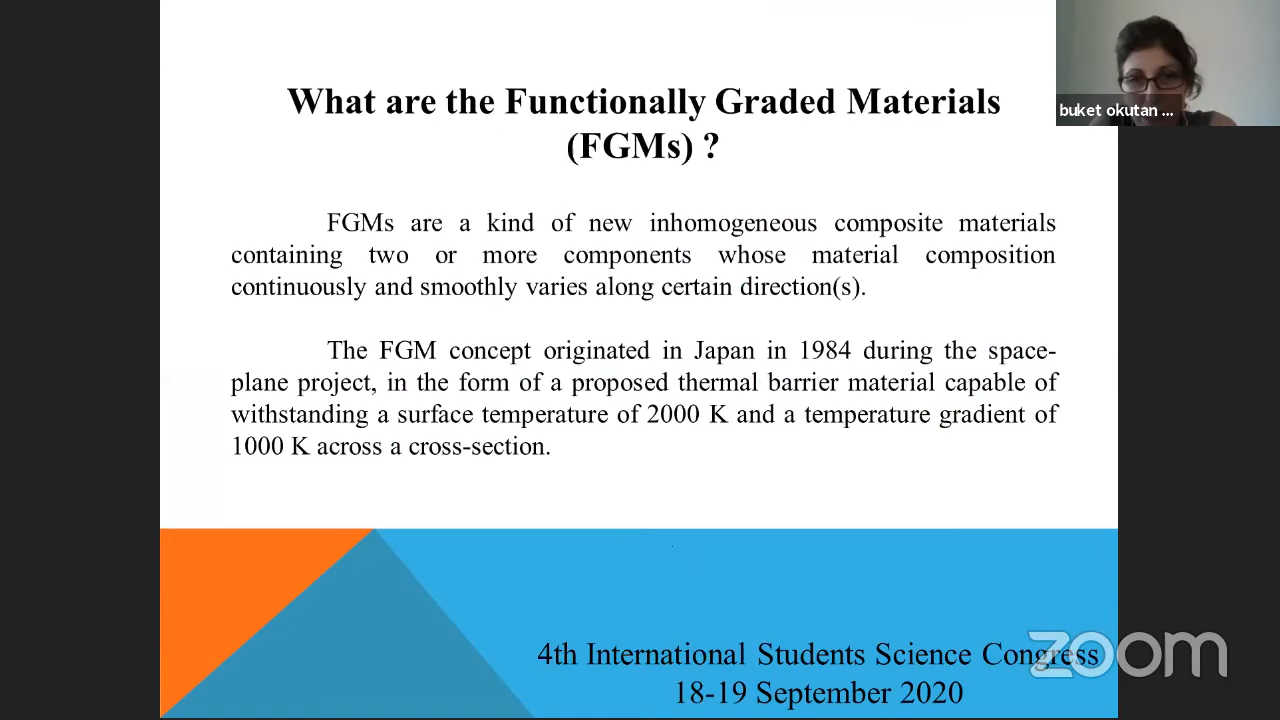 What are the Functionally Graded Materials
(FGMs) ?
buket okutan ...
FGMs are a kind of new inhomogeneous composite materials
containing two or more components whose material composition
continuously and smoothly varies along certain direction(s).
The FGM concept originated in Japan in 1984 during the space-
plane project, in the form of a proposed thermal barrier material capable of
withstanding a surface temperature of 2000 K and a temperature gradient of
1000 K across a cross-section.
4th International Students Science Congress
18-19 September 2020
zoom